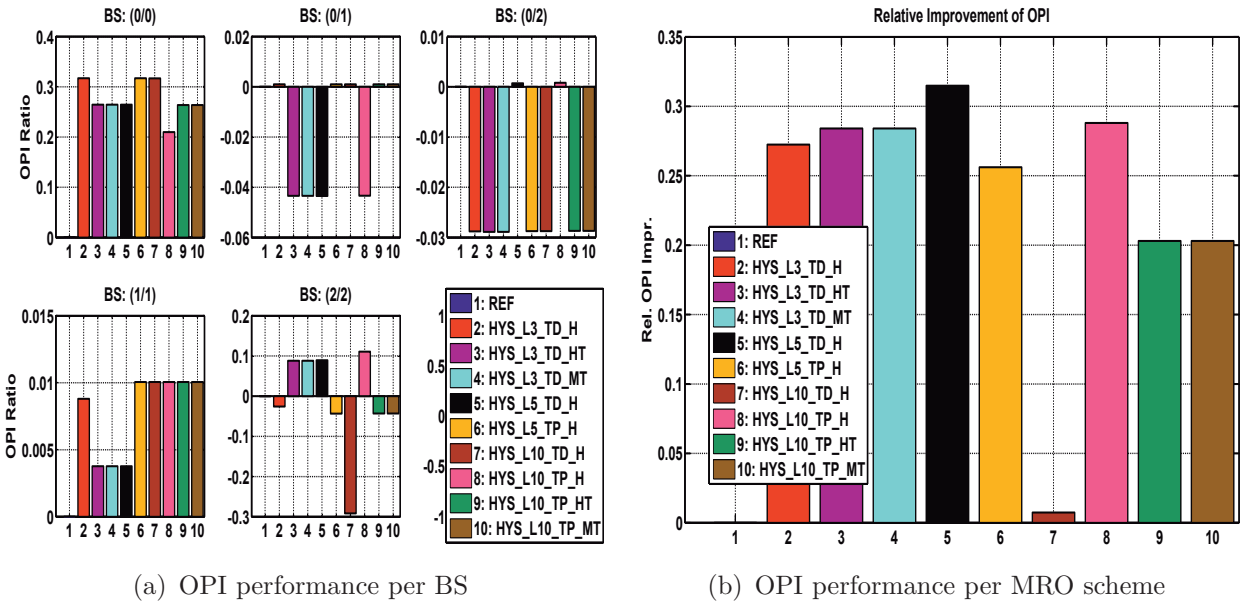 BS: (0/0)
0.4
0.3
0.2
0.1
0
OPI Ratio
1 2 3 4 5 6 7 8 9 10
BS: (0/1)
0.02
0
-0.02
-0.04
-0.06
1 2 3 4 5 6 7 8 9 10
BS: (0/2)
0.01
0
-0.01
-0.02
-0.03
1 2 3 4 5 6 7 8 9 10
BS: (1/1)
0.015
0.01
0.005
0
OPI Ratio
1 2 3 4 5 6 7 8 9 10
BS: (2/2)
0.2
0.1
0
-0.1
-0.2
-0.3
1 2 3 4 5 6 7 8 9 10
1
0.5
0
-0.5
-1
1: REF
2: HYS_L3_TD_H
3: HYS_L3_TD_HT
4: HYS_L3_TD_MT
5: HYS_L5_TD_H
6: HYS_L5_TP_H
7: HYS_L10_TD_H
8: HYS_L10_TP_H
9: HYS_L10_TP_HT
10: HYS_L10_TP_MT
(a) OPI performance per BS
Relative Improvement of OPI
0.35
0.3
0.25
0.2
0.15
0.1
0.05
0
Rel. OPI Impr.
1: REF
2: HYS_L3_TD_H
3: HYS_L3_TD_HT
4: HYS_L3_TD_MT
5: HYS_L5_TD_H
6: HYS_L5_TP_H
7: HYS_L10_TD_H
8: HYS_L10_TP_H
9: HYS_L10_TP_HT
10: HYS_L10_TP_MT
1 2 3 4 5 6 7 8 9 10
(b) OPI performance per MRO scheme